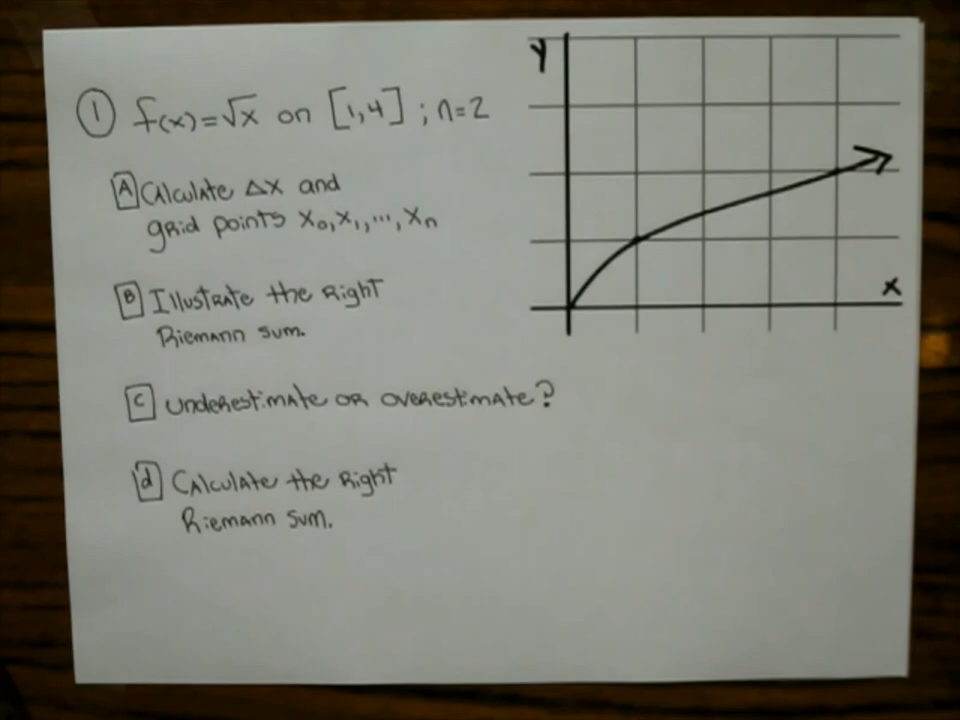 1 f(x)=√x on [1,4] ; n=2
A Calculate Δx and
grid points x₀,x₁,...,xₙ
B Illustrate the Right
Riemann sum.
C Underestimate or overestimate?
d Calculate the Right
Riemann sum.
y
x